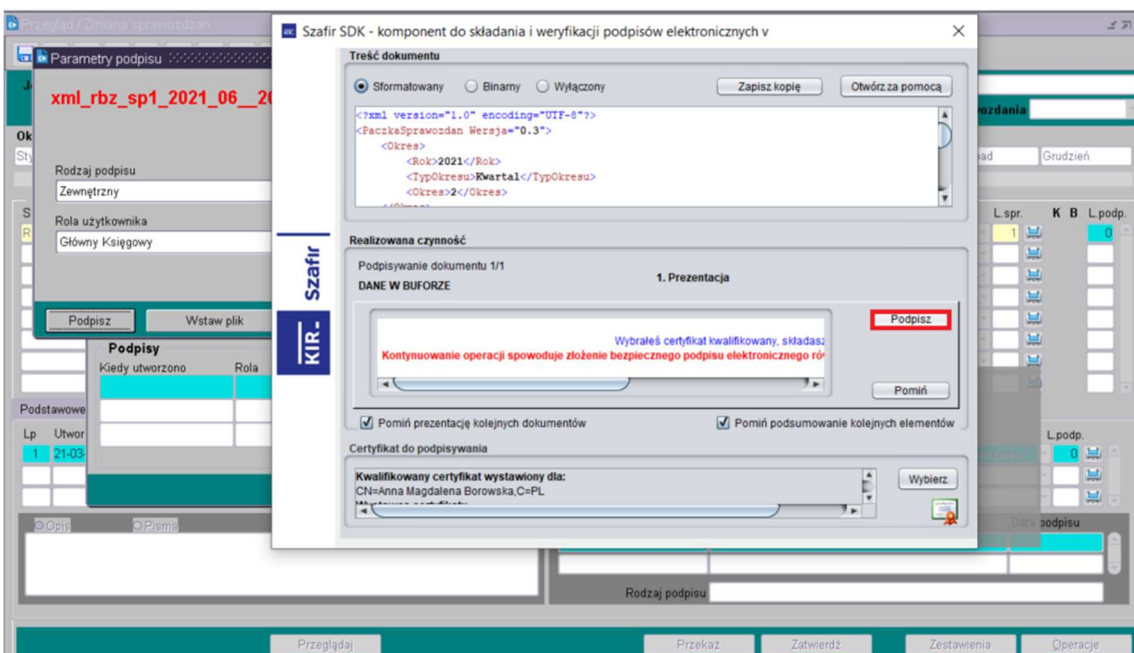 Przegląd / Zmiana sprawozdań
Szafir SDK - komponent do składania i weryfikacji podpisów elektronicznych v
Parametry podpisu
xml_rbz_sp1_2021_06__20
Rodzaj podpisu
Zewnętrzny
Rola użytkownika
Główny Księgowy
Podpisz
Wstaw plik
Podpisy
Kiedy utworzono
Rola
Treść dokumentu
Sformatowany
Binarny
Wyłączony
Zapisz kopię
Otwórz za pomocą
<?xml version="1.0" encoding="UTF-8"?>
<PaczkaSprawozdan Wersja="0.3">
<Okres>
<Rok>2021</Rok>
<TypOkresu>Kwartal</TypOkresu>
<Okres>2</Okres>
</Okres>
Szafir
KIR
Realizowana czynność
Podpisywanie dokumentu 1/1
DANE W BUFORZE
1. Prezentacja
Wybrałeś certyfikat kwalifikowany, składasz
Kontynuowanie operacji spowoduje złożenie bezpiecznego podpisu elektronicznego rów
Podpisz
Pomiń
Pomiń prezentację kolejnych dokumentów
Pomiń podsumowanie kolejnych elementów
Certyfikat do podpisywania
Kwalifikowany certyfikat wystawiony dla:
CN=Anna Magdalena Borowska,C=PL
Wybierz
Ok
Sty
ozdania
ad
Grudzień
L.spr.
K B
L.podp.
1
0
Podstawowe
Lp
Utwor
1
21-03
L.podp.
0
Opis
Pisma
Data podpisu
Rodzaj podpisu
Przeglądaj
Przekaż
Zatwierdź
Zestawienia
Operacje